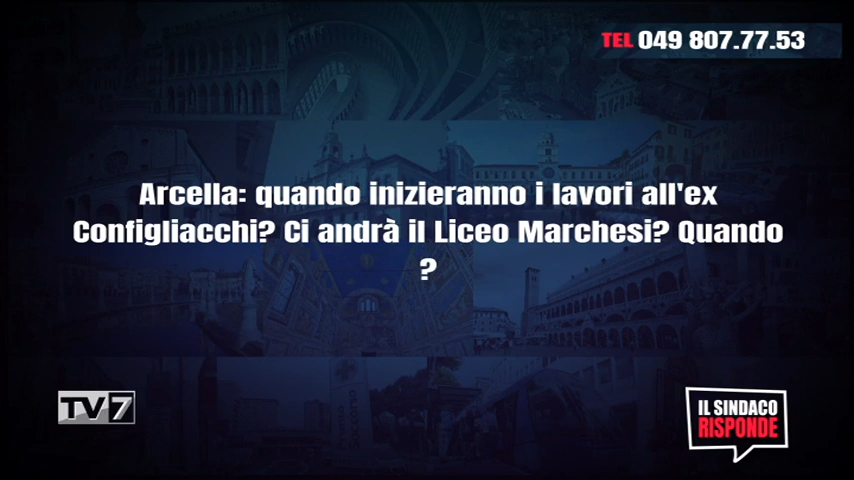 TEL 049 807.77.53
Arcella: quando inizieranno i lavori all'ex
Configliacchi? Ci andrà il Liceo Marchesi? Quando
?
TV7
IL SINDACO
RISPONDE